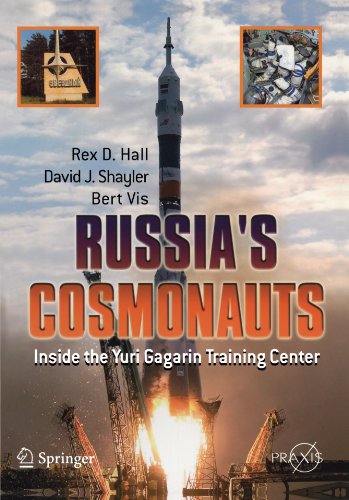 Rex D. Hall
David J. Shayler
Bert Vis
RUSSIA'S
COSMONAUTS
Inside the Yuri Gagarin Training Center
Springer
PRAXIS